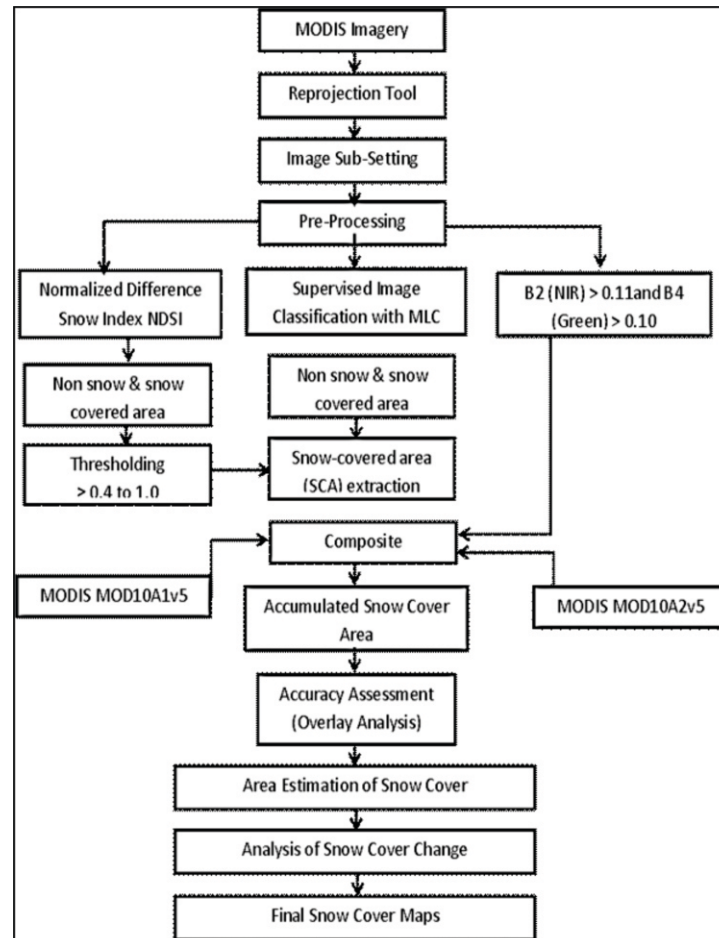 MODIS Imagery
Reprojection Tool
Image Sub-Setting
Pre-Processing
Normalized Difference
Snow Index NDSI
Supervised Image
Classification with MLC
B2 (NIR) > 0.11and B4
(Green) > 0.10
Non snow & snow
covered area
Non snow & snow
covered area
Thresholding
> 0.4 to 1.0
Snow-covered area
(SCA) extraction
Composite
MODIS MOD10A1v5
MODIS MOD10A2v5
Accumulated Snow Cover
Area
Accuracy Assessment
(Overlay Analysis)
Area Estimation of Snow Cover
Analysis of Snow Cover Change
Final Snow Cover Maps